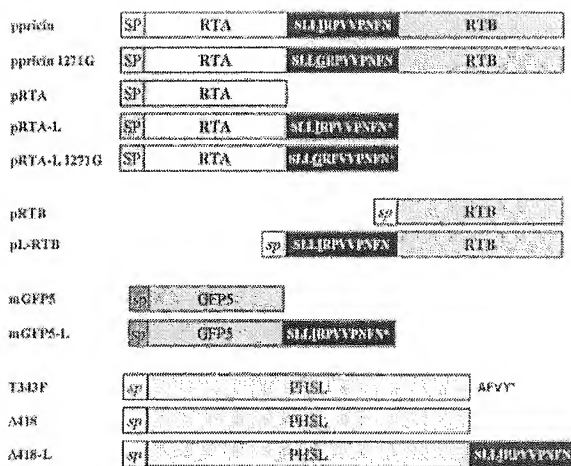 ppricin SP RTA SLLIRPVVPNFN RTB
ppricin I271G SP RTA SLLGRPVVPNFN RTB
pRTA SP RTA
pRTA-L SP RTA SLLIRPVVPNFN*
pRTA-L I271G SP RTA SLLGRPVVPNFN*
pRTB sp RTB
pL-RTB sp SLLIRPVVPNFN RTB
mGFP5 sp GFP5
mGFP5-L sp GFP5 SLLIRPVVPNFN*
T343F sp PHSL AFVY*
Δ418 sp PHSL
Δ418-L sp PHSL SLLIRPVVPNFN